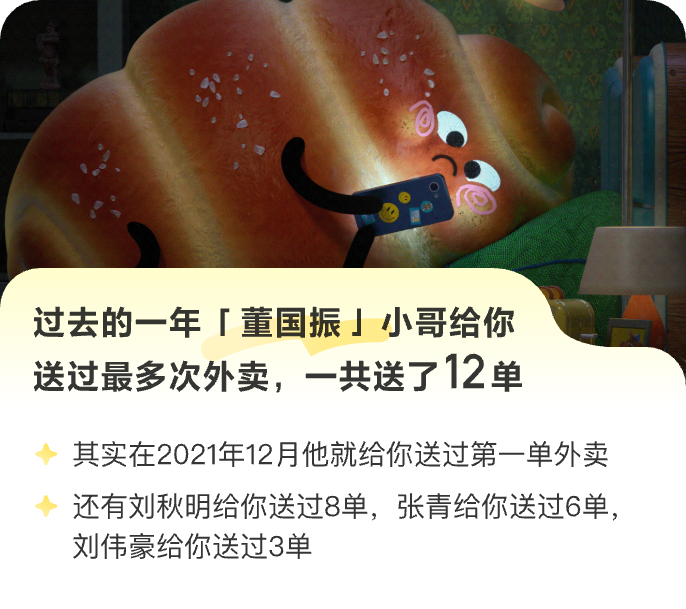 过去的一年「董国振」小哥给你
送过最多次外卖，一共送了12单
其实在2021年12月他就给你送过第一单外卖
还有刘秋明给你送过8单，张青给你送过6单，
刘伟豪给你送过3单